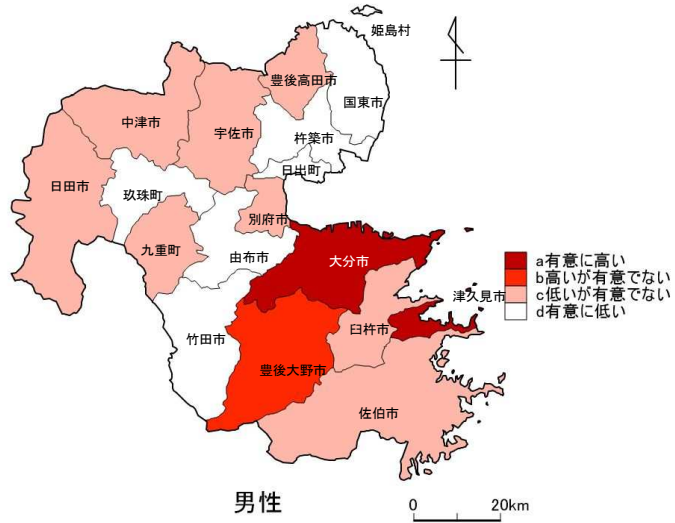 姫島村
豊後高田市
国東市
中津市
宇佐市
杵築市
日出町
日田市
玖珠町
別府市
九重町
由布市
大分市
a有意に高い
b高いが有意でない
c低いが有意でない
d有意に低い
津久見市
臼杵市
竹田市
豊後大野市
佐伯市
男性
0 20km